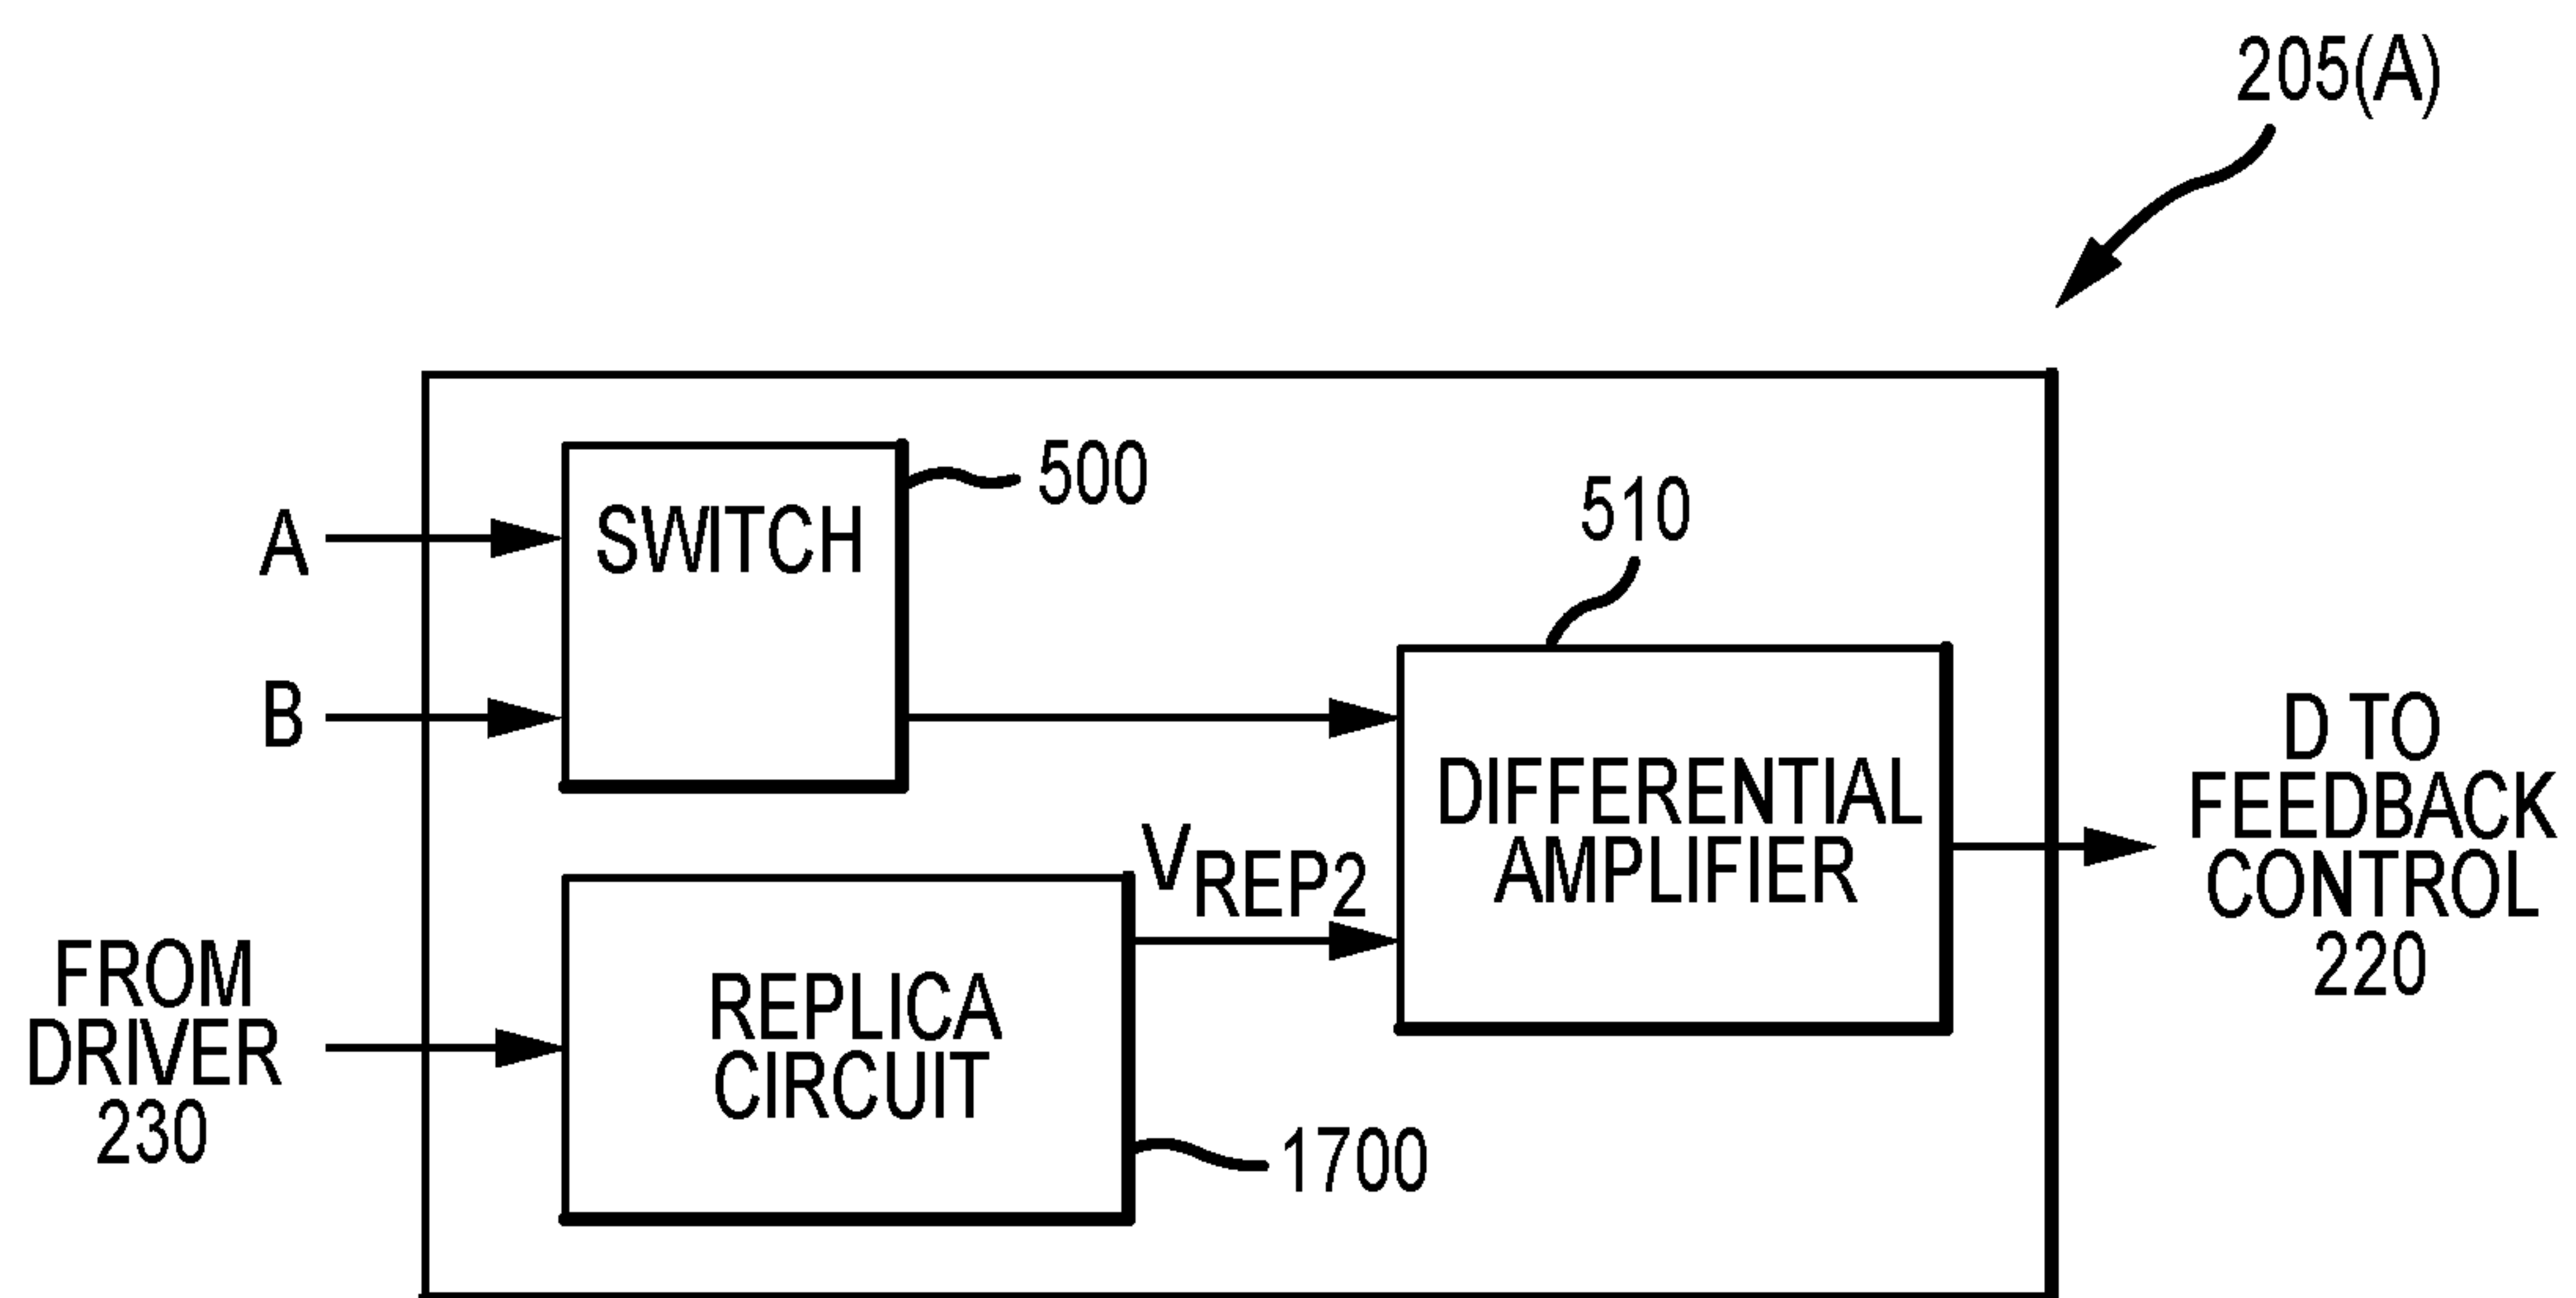 205(A)
500
SWITCH
A
B
510
DIFFERENTIAL
AMPLIFIER
D TO
FEEDBACK
CONTROL
220
VREP2
FROM
DRIVER
230
REPLICA
CIRCUIT
1700